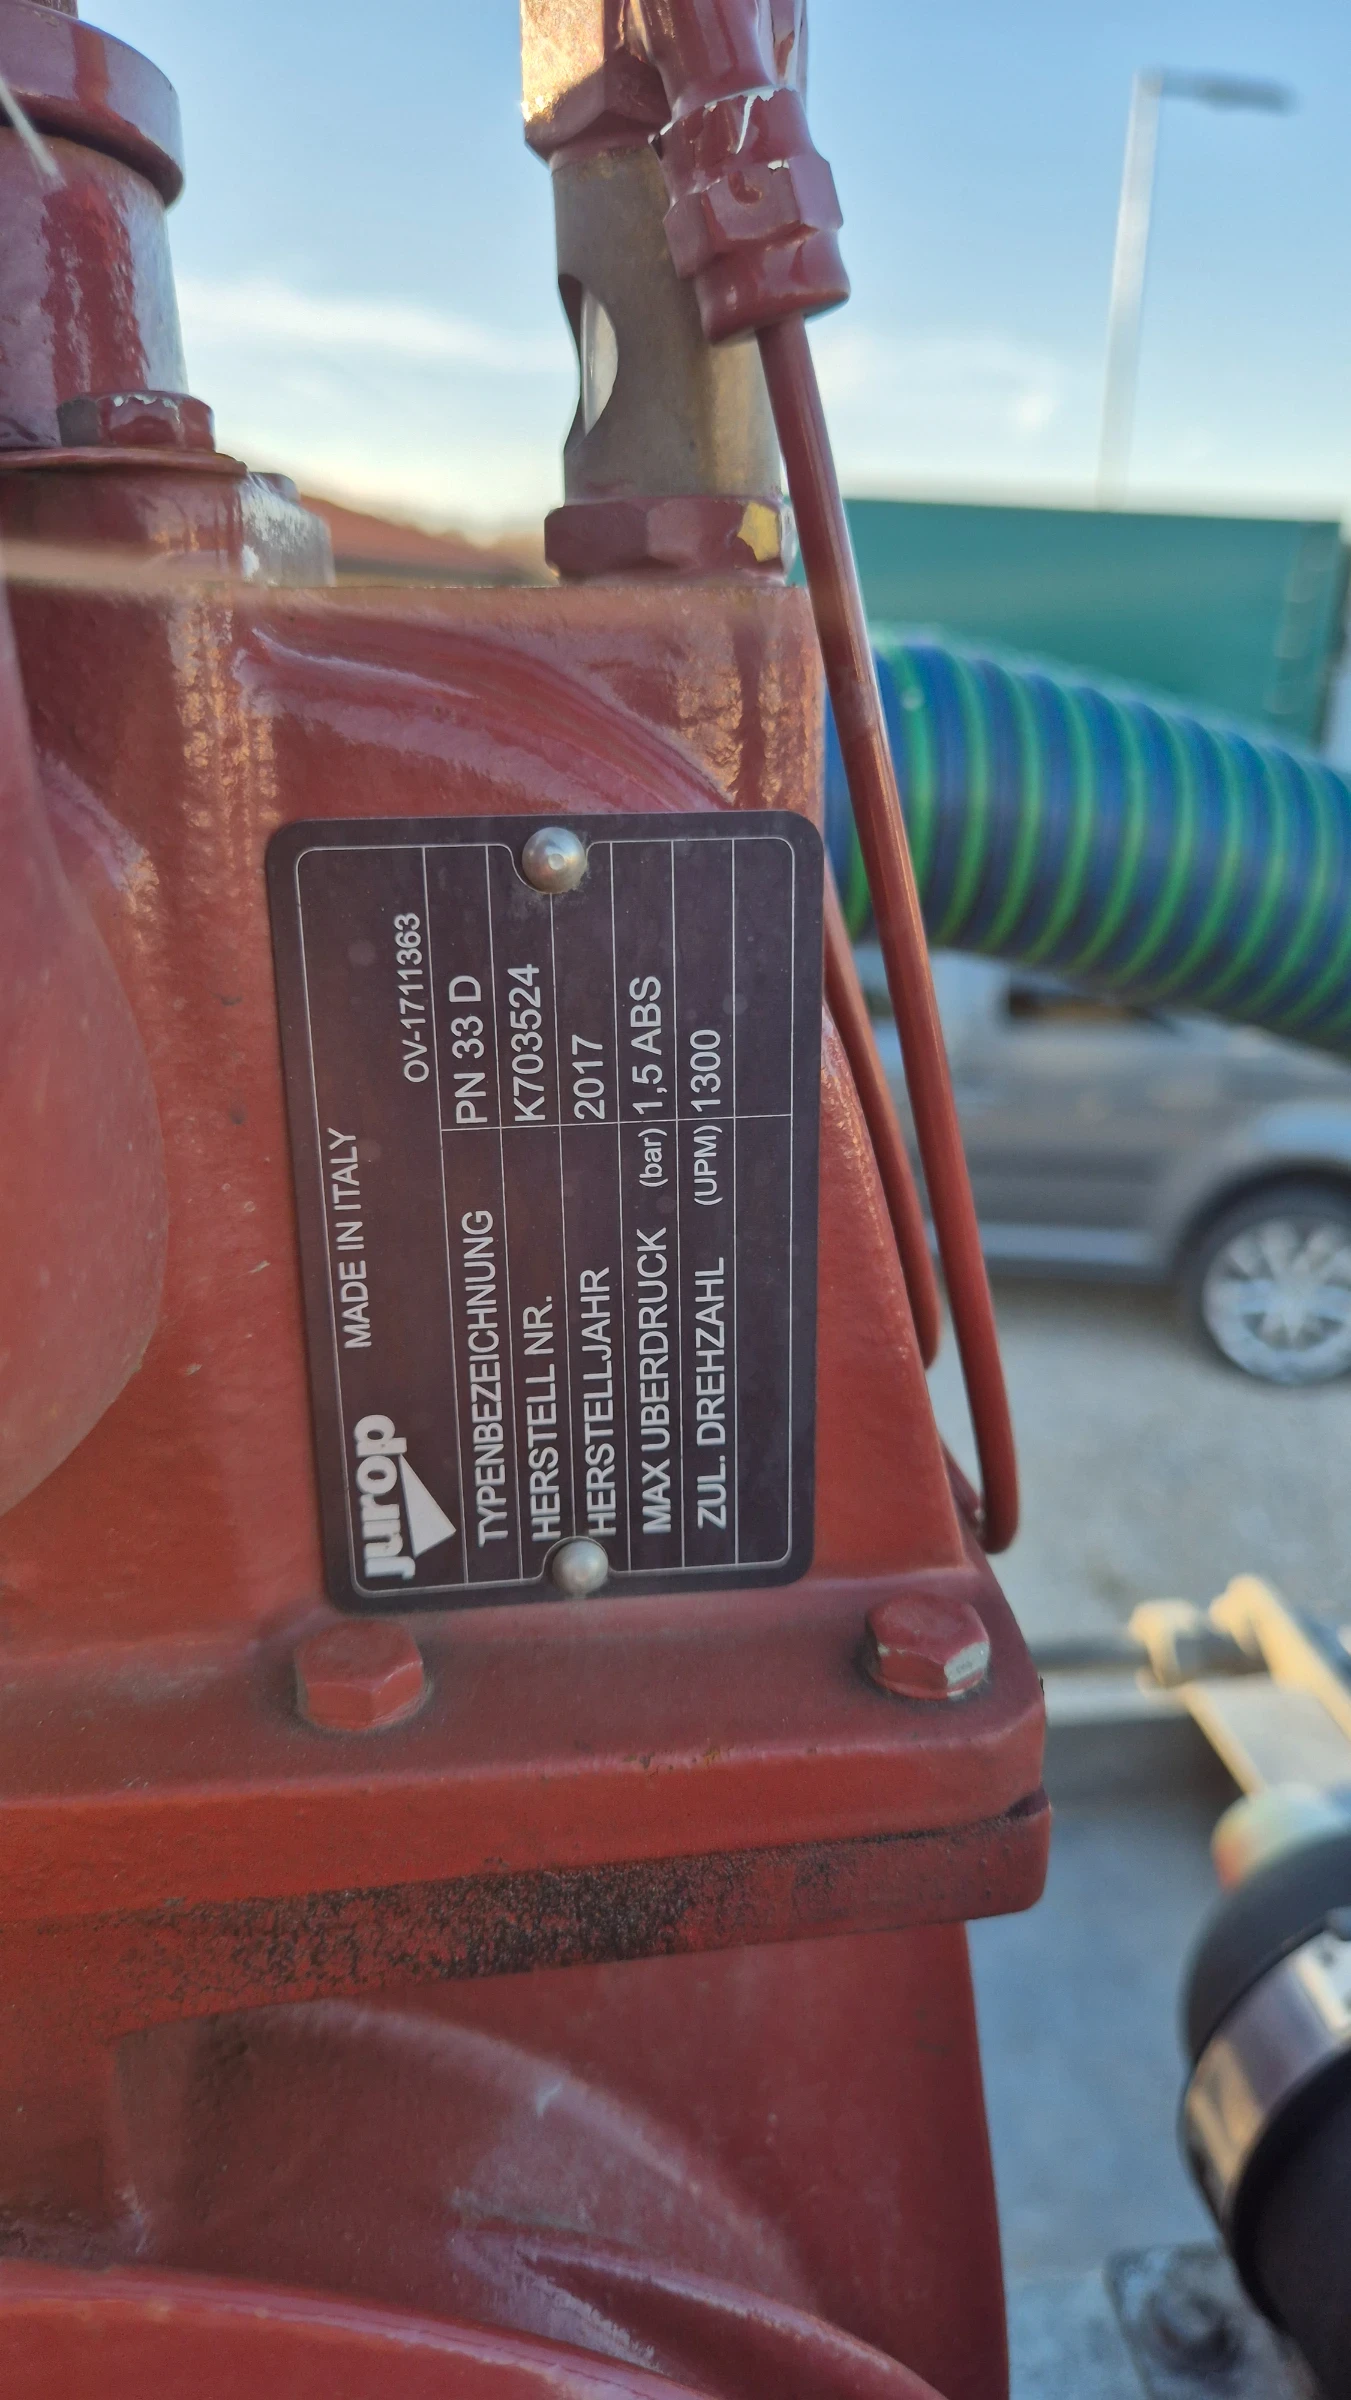 jurop MADE IN ITALY
OV-1711363
TYPENBEZEICHNUNG PN 33 D
HERSTELL NR. K703524
HERSTELLJAHR 2017
MAX UBERDRUCK (bar) 1,5 ABS
ZUL. DREHZAHL (UPM) 1300